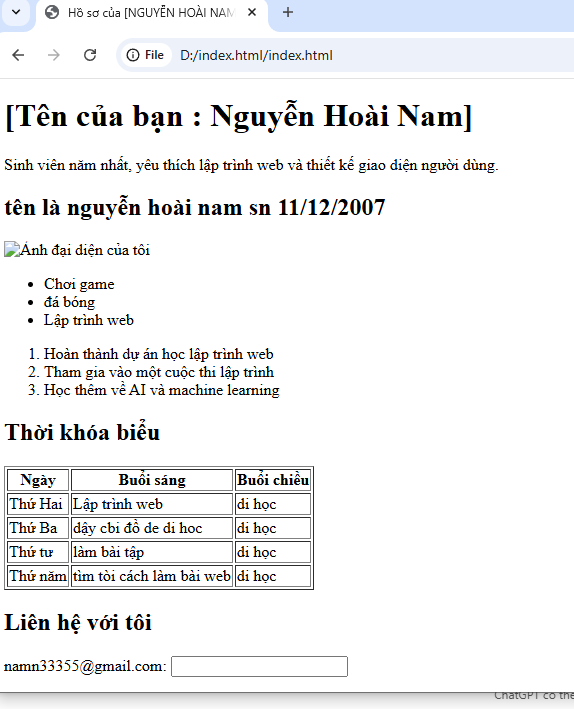 Hồ sơ của [NGUYỄN HOÀI NAM
File D:/index.html/index.html
[Tên của bạn : Nguyễn Hoài Nam]
Sinh viên năm nhất, yêu thích lập trình web và thiết kế giao diện người dùng.
tên là nguyễn hoài nam sn 11/12/2007
Ảnh đại diện của tôi
Chơi game
đá bóng
Lập trình web
1. Hoàn thành dự án học lập trình web
2. Tham gia vào một cuộc thi lập trình
3. Học thêm về AI và machine learning
Thời khóa biểu
Ngày Buổi sáng Buổi chiều
Thứ Hai Lập trình web di học
Thứ Ba dậy cbi đồ de di hoc di học
Thứ tư làm bài tập di học
Thứ năm tìm tòi cách làm bài web di học
Liên hệ với tôi
namn33355@gmail.com:
ChatGPT có thể